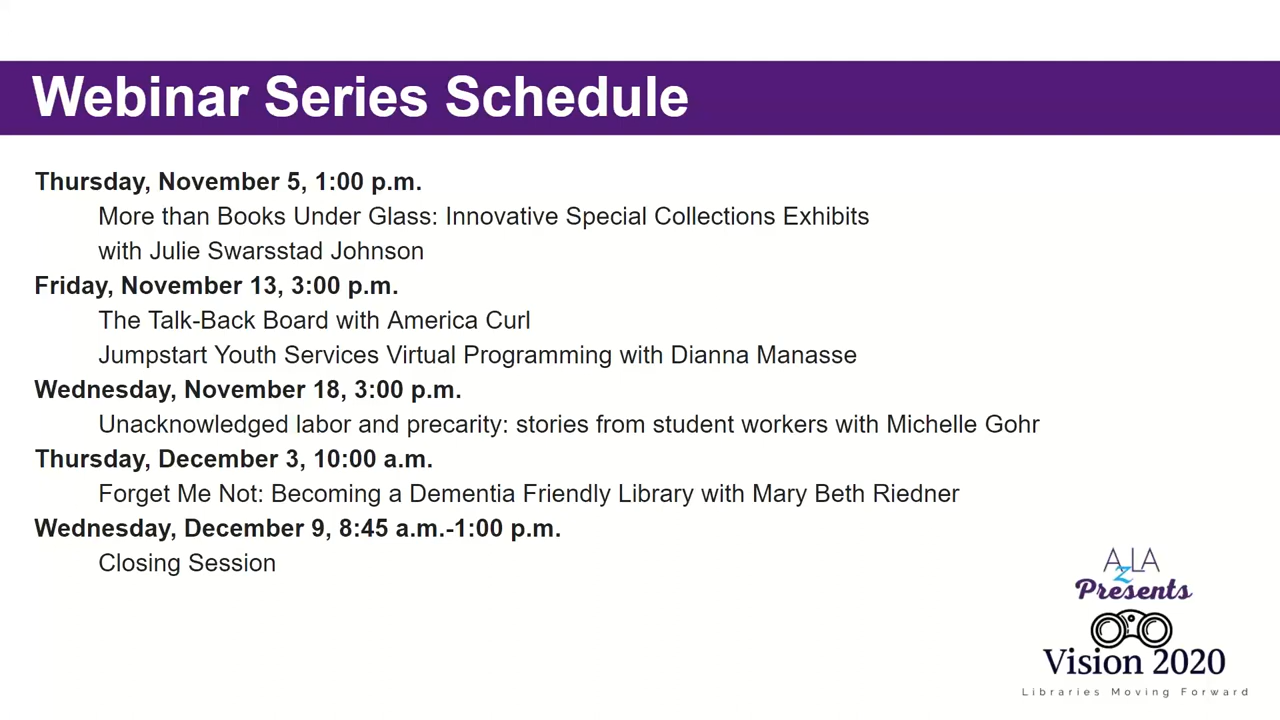 Webinar Series Schedule
Thursday, November 5, 1:00 p.m.
More than Books Under Glass: Innovative Special Collections Exhibits
with Julie Swarsstad Johnson
Friday, November 13, 3:00 p.m.
The Talk-Back Board with America Curl
Jumpstart Youth Services Virtual Programming with Dianna Manasse
Wednesday, November 18, 3:00 p.m.
Unacknowledged labor and precarity: stories from student workers with Michelle Gohr
Thursday, December 3, 10:00 a.m.
Forget Me Not: Becoming a Dementia Friendly Library with Mary Beth Riedner
Wednesday, December 9, 8:45 a.m.-1:00 p.m.
Closing Session
AzLA
Presents
Vision 2020
Libraries Moving Forward